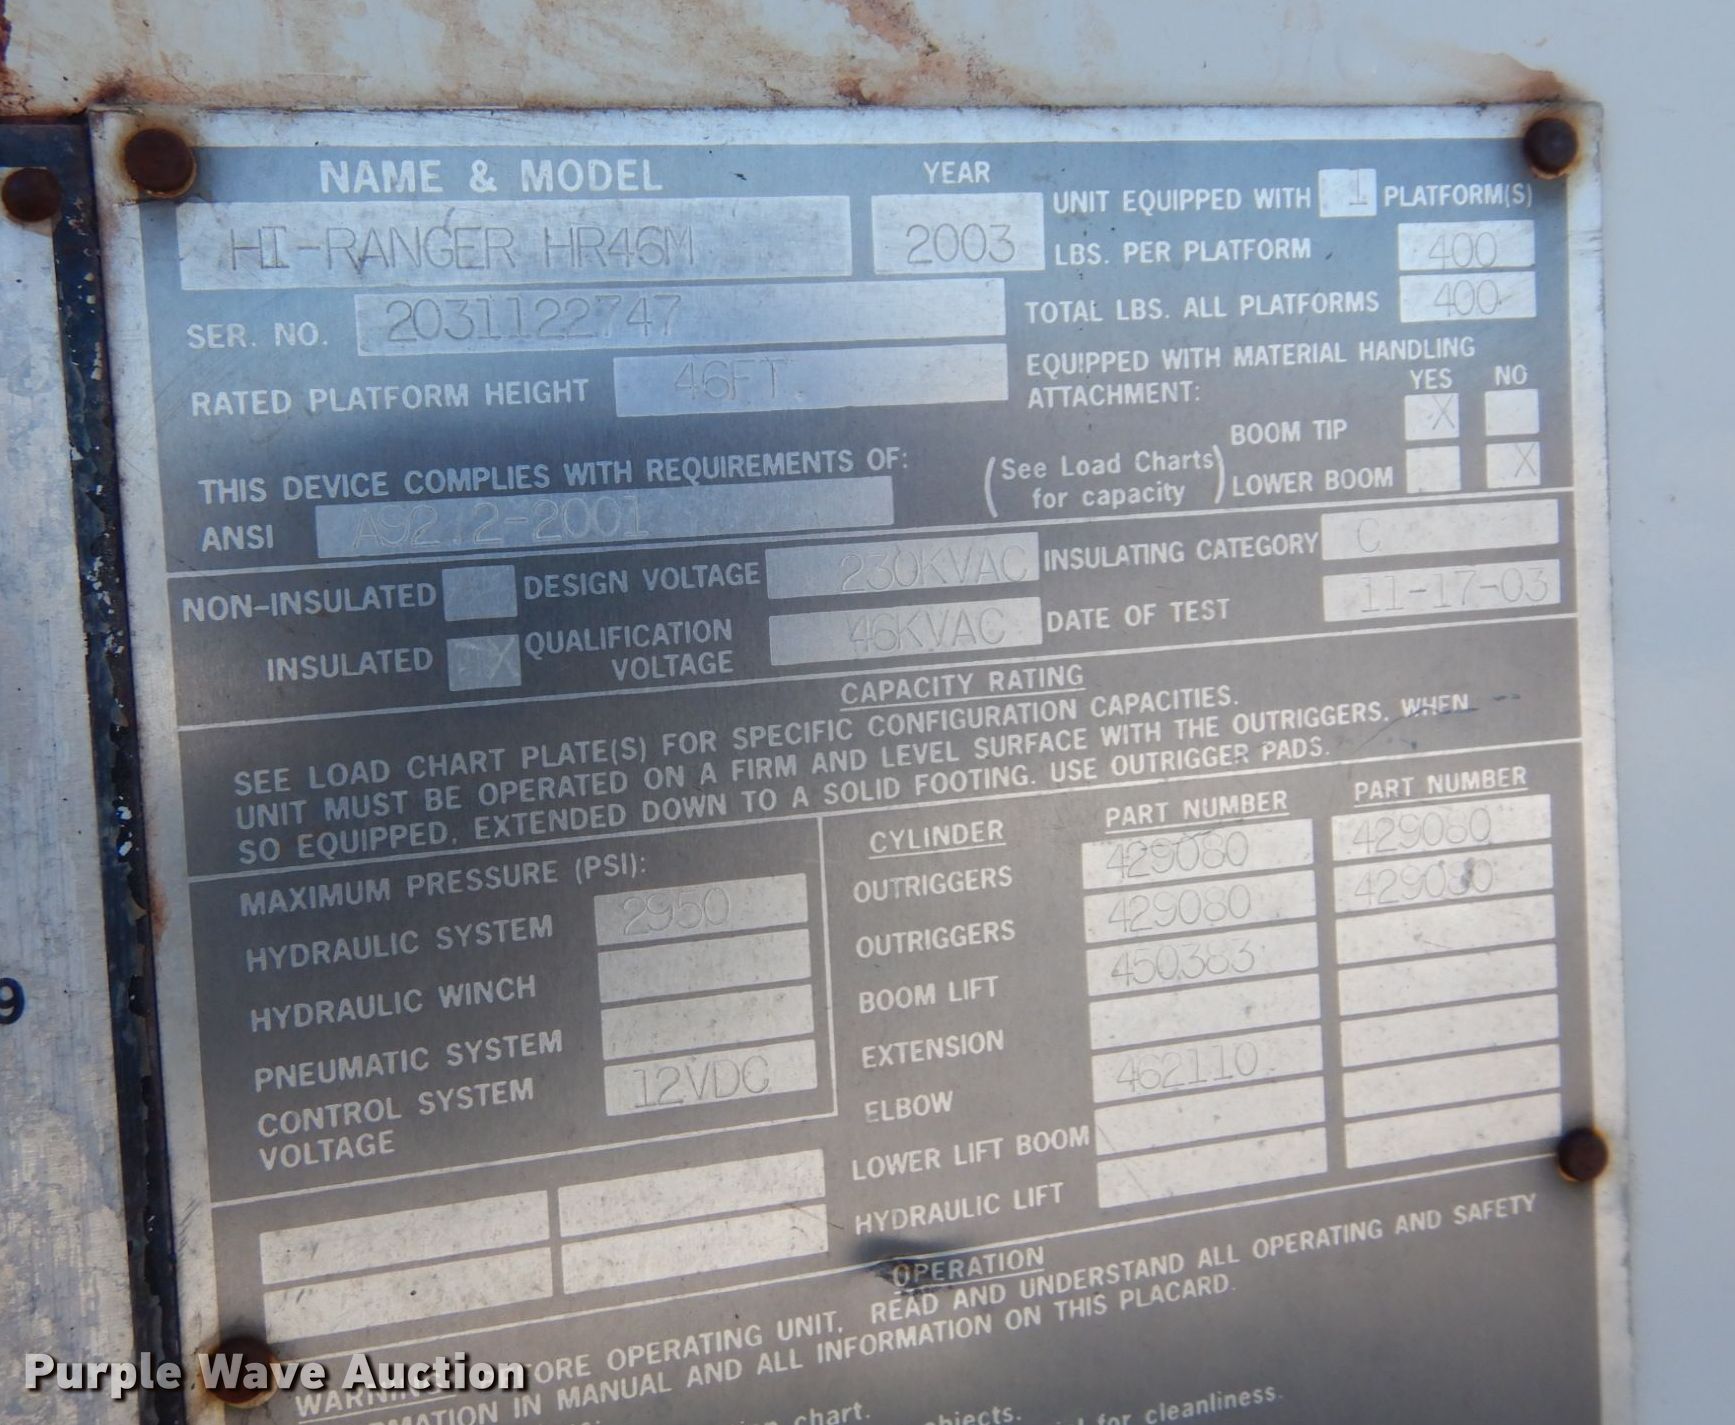 NAME & MODEL
YEAR
UNIT EQUIPPED WITH 1 PLATFORM(S)
HI-RANGER HR46M
2003
LBS. PER PLATFORM 400
SER. NO. 2031122747
TOTAL LBS. ALL PLATFORMS 400
RATED PLATFORM HEIGHT 46FT.
EQUIPPED WITH MATERIAL HANDLING
ATTACHMENT:
YES NO
BOOM TIP X
(See Load Charts
for capacity)
LOWER BOOM X
THIS DEVICE COMPLIES WITH REQUIREMENTS OF:
ANSI A92.2-2001
NON-INSULATED
DESIGN VOLTAGE 230KVAC
INSULATING CATEGORY C
INSULATED X
QUALIFICATION
VOLTAGE 46KVAC
DATE OF TEST 11-17-03
CAPACITY RATING
SEE LOAD CHART PLATE(S) FOR SPECIFIC CONFIGURATION CAPACITIES.
UNIT MUST BE OPERATED ON A FIRM AND LEVEL SURFACE WITH THE OUTRIGGERS, WHEN
SO EQUIPPED, EXTENDED DOWN TO A SOLID FOOTING. USE OUTRIGGER PADS.
MAXIMUM PRESSURE (PSI):
HYDRAULIC SYSTEM 2950
HYDRAULIC WINCH
PNEUMATIC SYSTEM
CONTROL SYSTEM
VOLTAGE 12VDC
CYLINDER PART NUMBER PART NUMBER
OUTRIGGERS 429080 429080
OUTRIGGERS 429080 429080
BOOM LIFT 450383
EXTENSION
ELBOW 462110
LOWER LIFT BOOM
HYDRAULIC LIFT
OPERATION
WARNING ORE OPERATING UNIT, READ AND UNDERSTAND ALL OPERATING AND SAFETY
MATION IN MANUAL AND ALL INFORMATION ON THIS PLACARD.
chart.
for cleanliness.
9
Purple Wave Auction